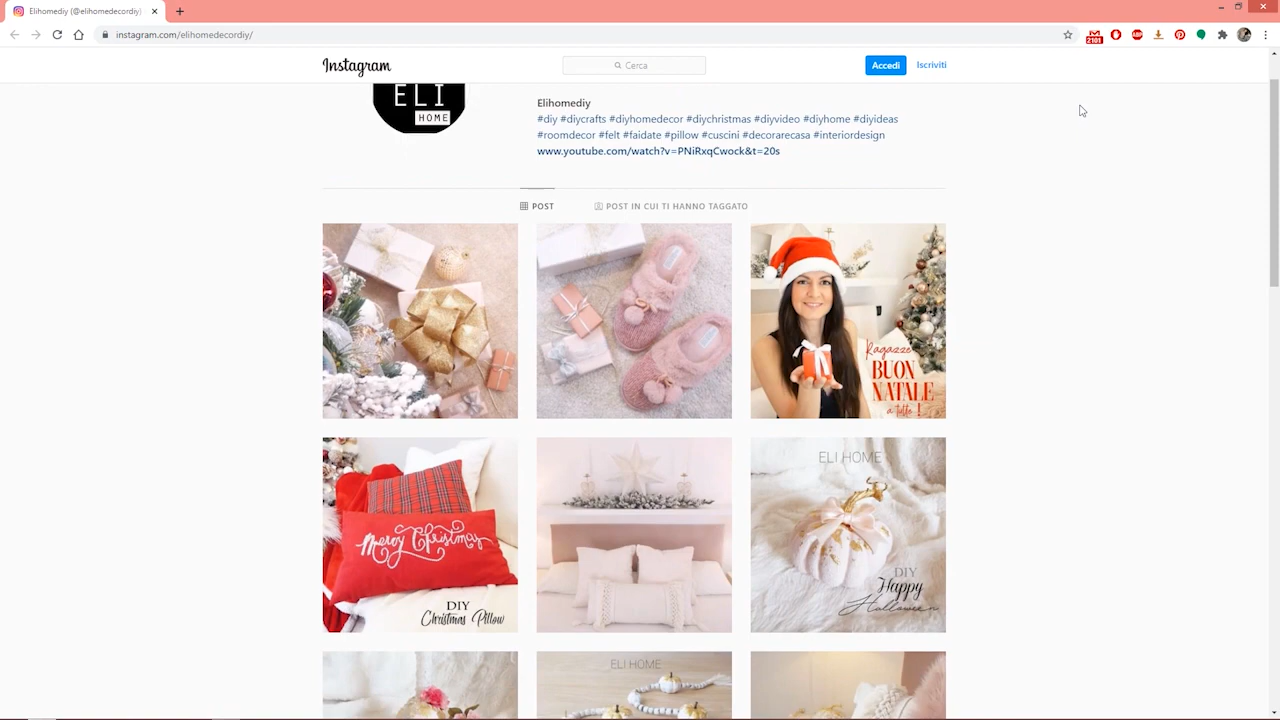 Elihomediy (@elihomedecordiy)
instagram.com/elihomedecordiy/
2101
ABP
Instagram
Cerca
Accedi
Iscriviti
ELI
HOME
Elihomediy
#diy #diycrafts #diyhomedecor #diychristmas #diyvideo #diyhome #diyideas
#roomdecor #felt #faidate #pillow #cuscini #decorarecasa #interiordesign
www.youtube.com/watch?v=PNiRxqCwock&t=20s
POST
POST IN CUI TI HANNO TAGGATO
Ragazze
BUON
NATALE
a tutte !
Merry Christmas
DIY
Christmas Pillow
ELI HOME
DIY
Happy
Halloween
ELI HOME